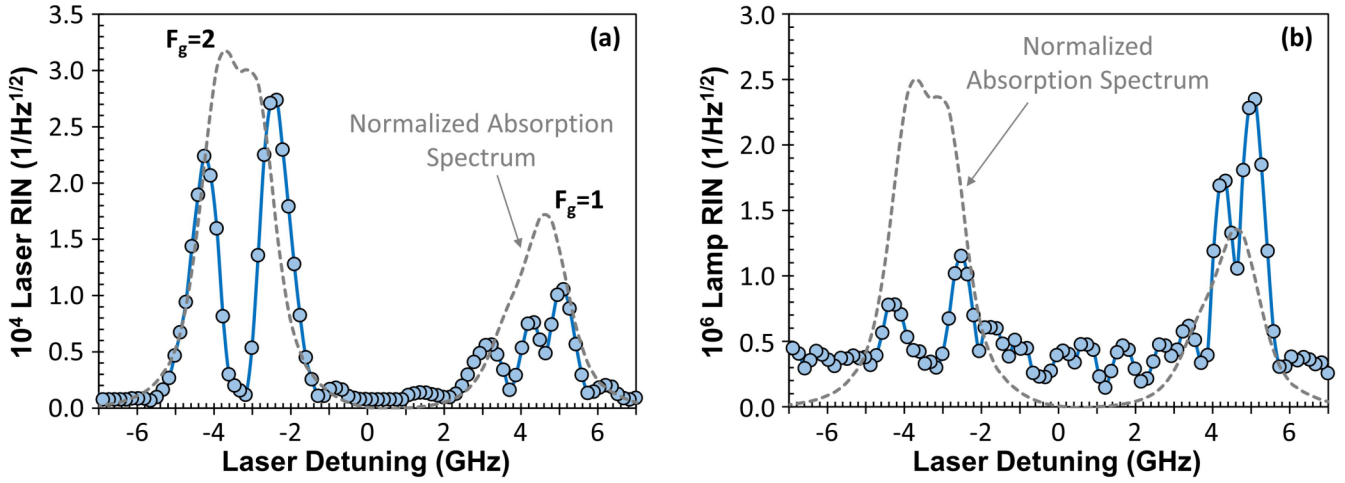 (a)
F_g=2
Normalized Absorption
Spectrum
F_g=1
10^4 Laser RIN (1/Hz^1/2)
3.5
3.0
2.5
2.0
1.5
1.0
0.5
0.0
-6 -4 -2 0 2 4 6
Laser Detuning (GHz)
(b)
Normalized
Absorption Spectrum
10^6 Lamp RIN (1/Hz^1/2)
3.0
2.5
2.0
1.5
1.0
0.5
0.0
-6 -4 -2 0 2 4 6
Laser Detuning (GHz)